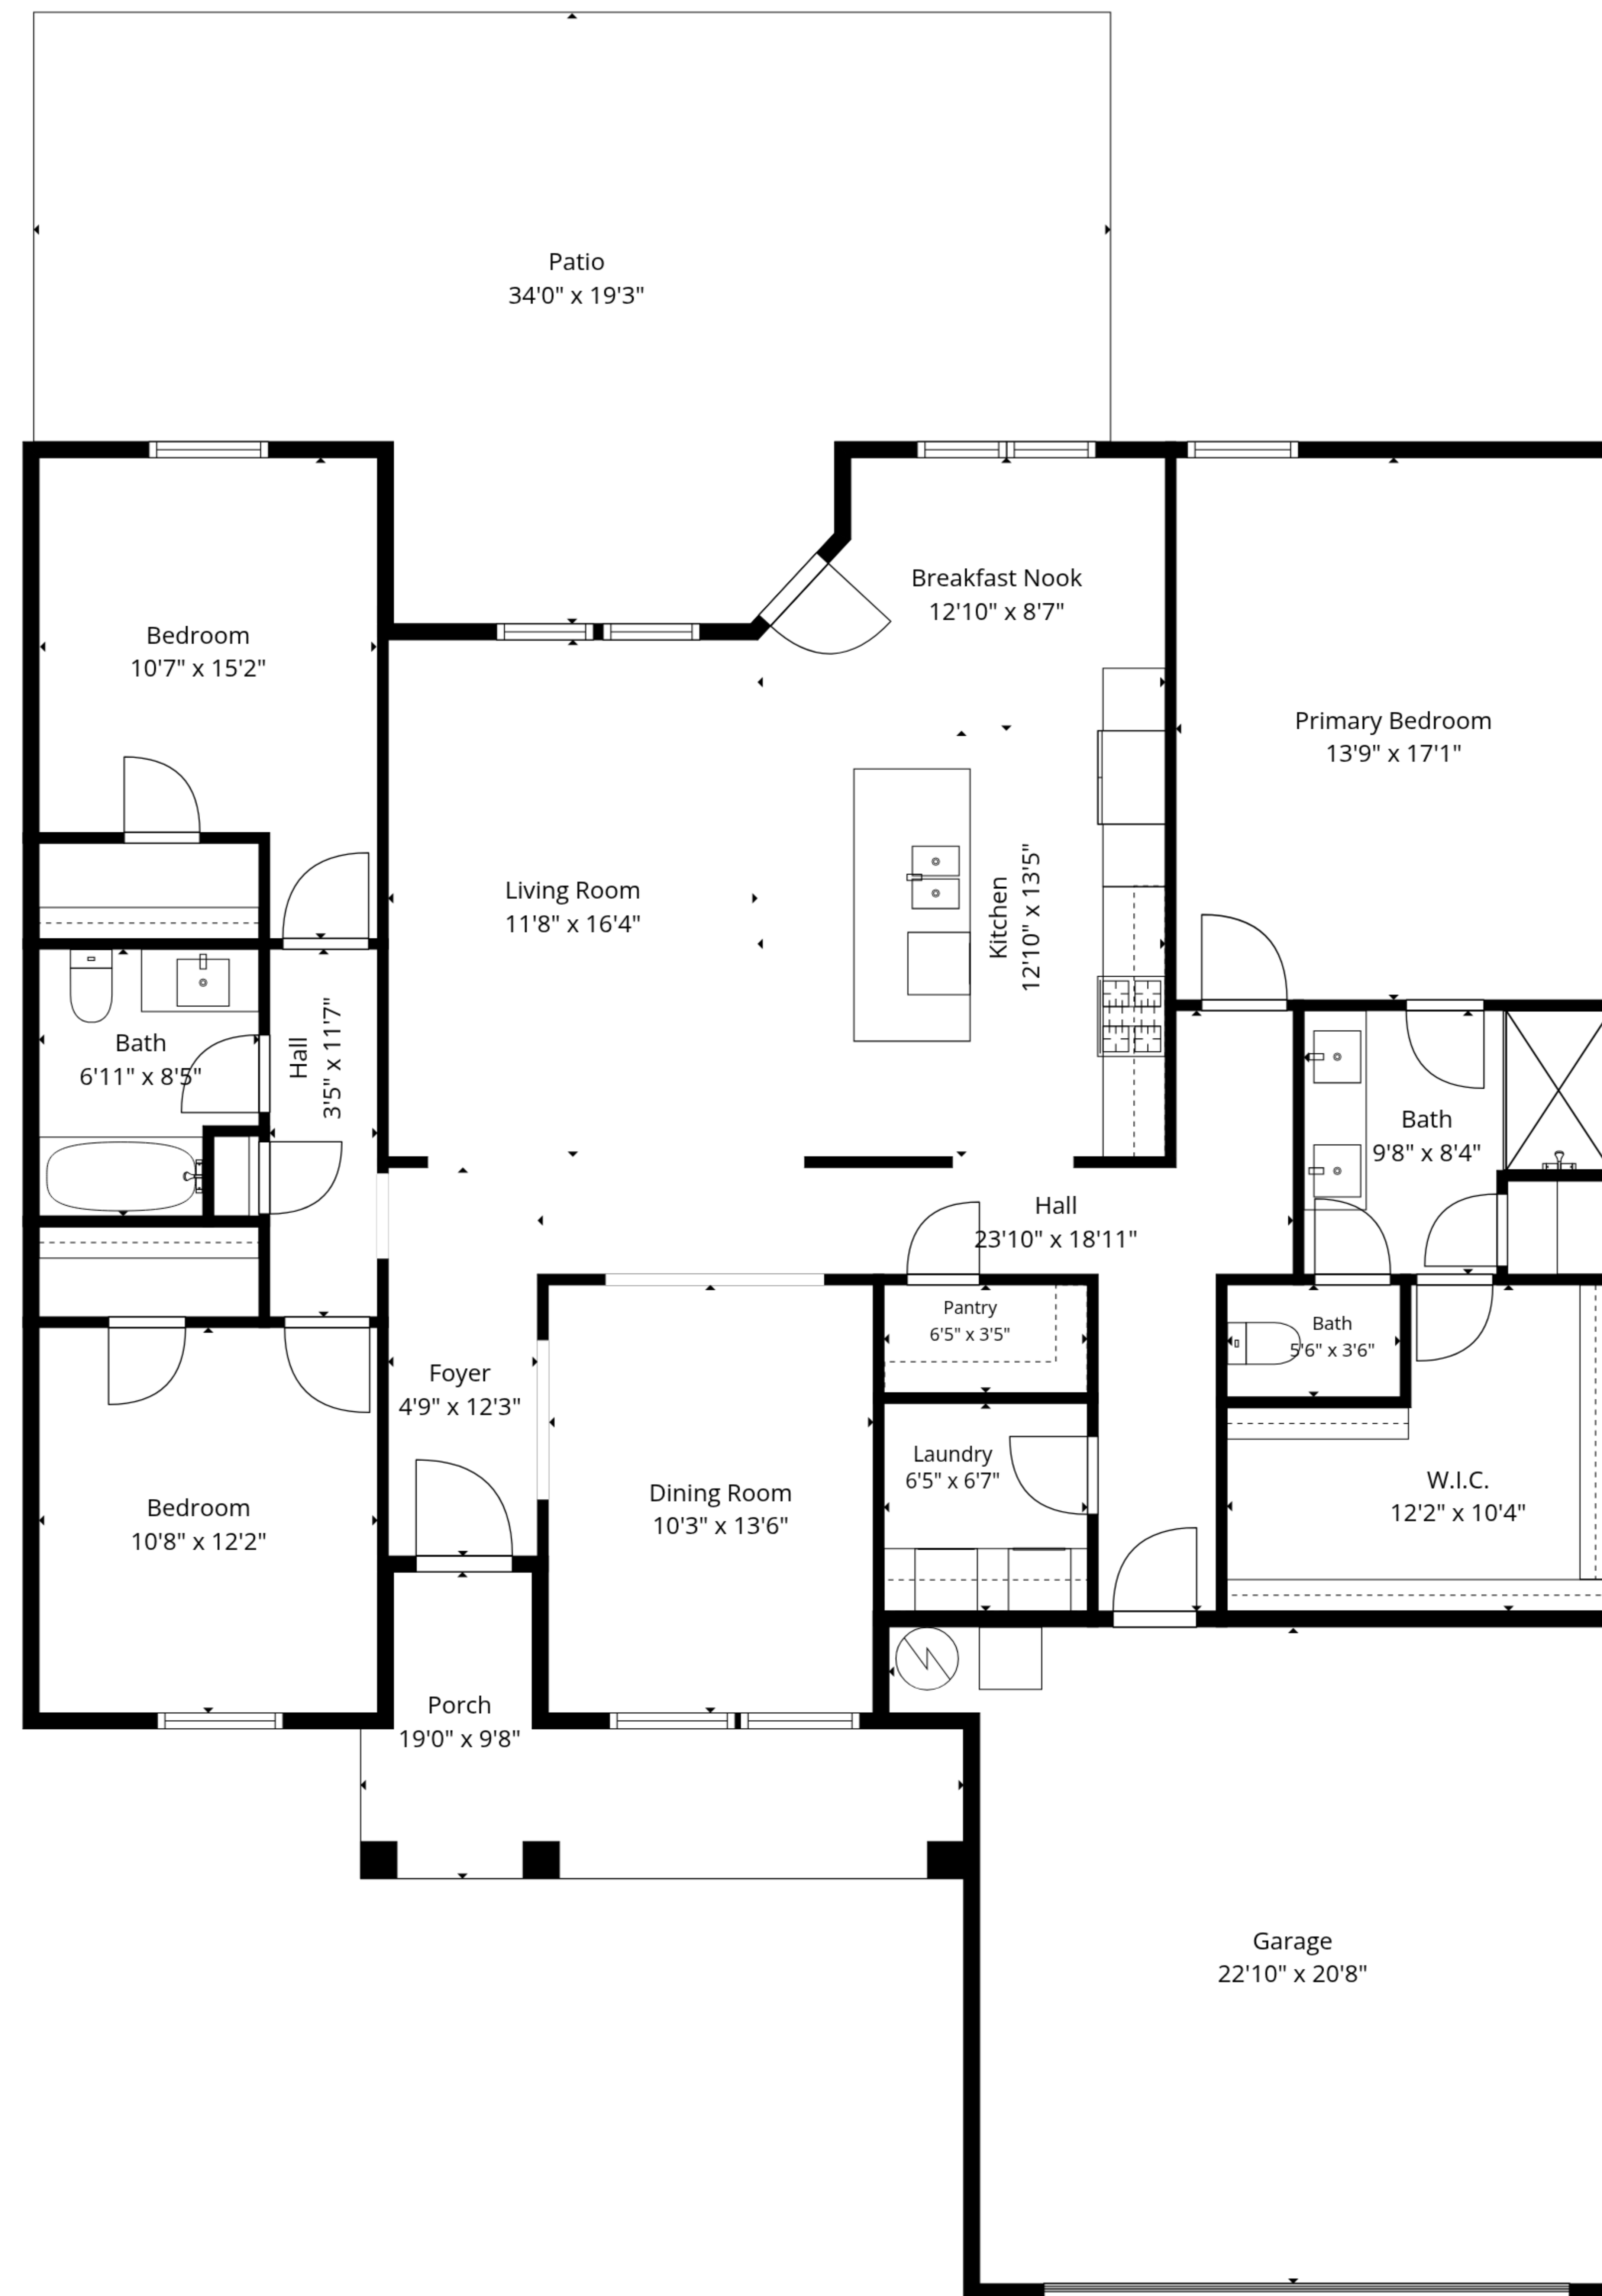 Patio
34'0" x 19'3"
Breakfast Nook
12'10" x 8'7"
Bedroom
10'7" x 15'2"
Primary Bedroom
13'9" x 17'1"
Living Room
11'8" x 16'4"
Kitchen
12'10" x 13'5"
Bath
6'11" x 8'5"
Hall
3'5" x 11'7"
Bath
9'8" x 8'4"
Hall
23'10" x 18'11"
Pantry
6'5" x 3'5"
Bath
5'6" x 3'6"
Foyer
4'9" x 12'3"
Laundry
6'5" x 6'7"
W.I.C.
12'2" x 10'4"
Dining Room
10'3" x 13'6"
Bedroom
10'8" x 12'2"
Porch
19'0" x 9'8"
Garage
22'10" x 20'8"